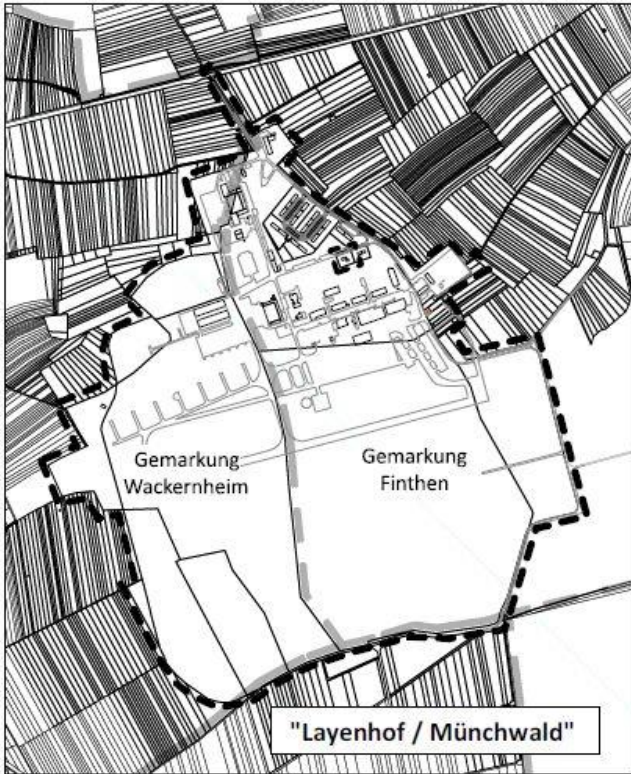 Gemarkung
Wackernheim
Gemarkung
Finthen
"Layenhof / Münchwald"